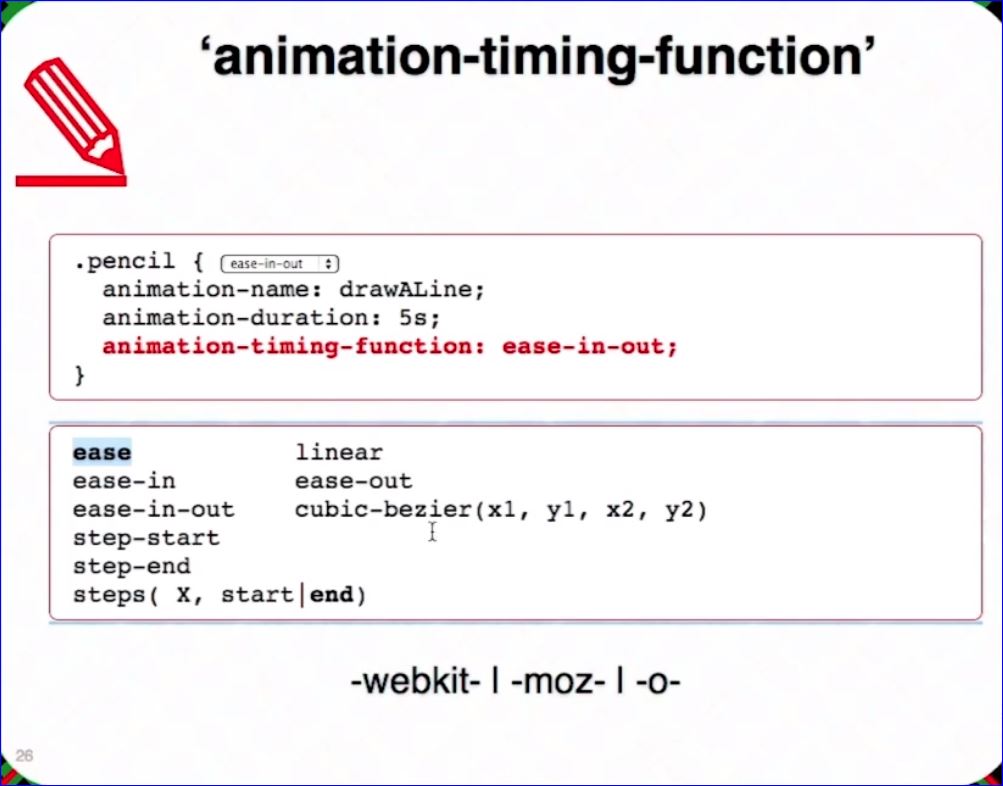 ‘animation-timing-function’
.pencil { ease-in-out
animation-name: drawALine;
animation-duration: 5s;
animation-timing-function: ease-in-out;
}
ease linear
ease-in ease-out
ease-in-out cubic-bezier(x1, y1, x2, y2)
step-start
step-end
steps( X, start|end)
-webkit- | -moz- | -o-
26